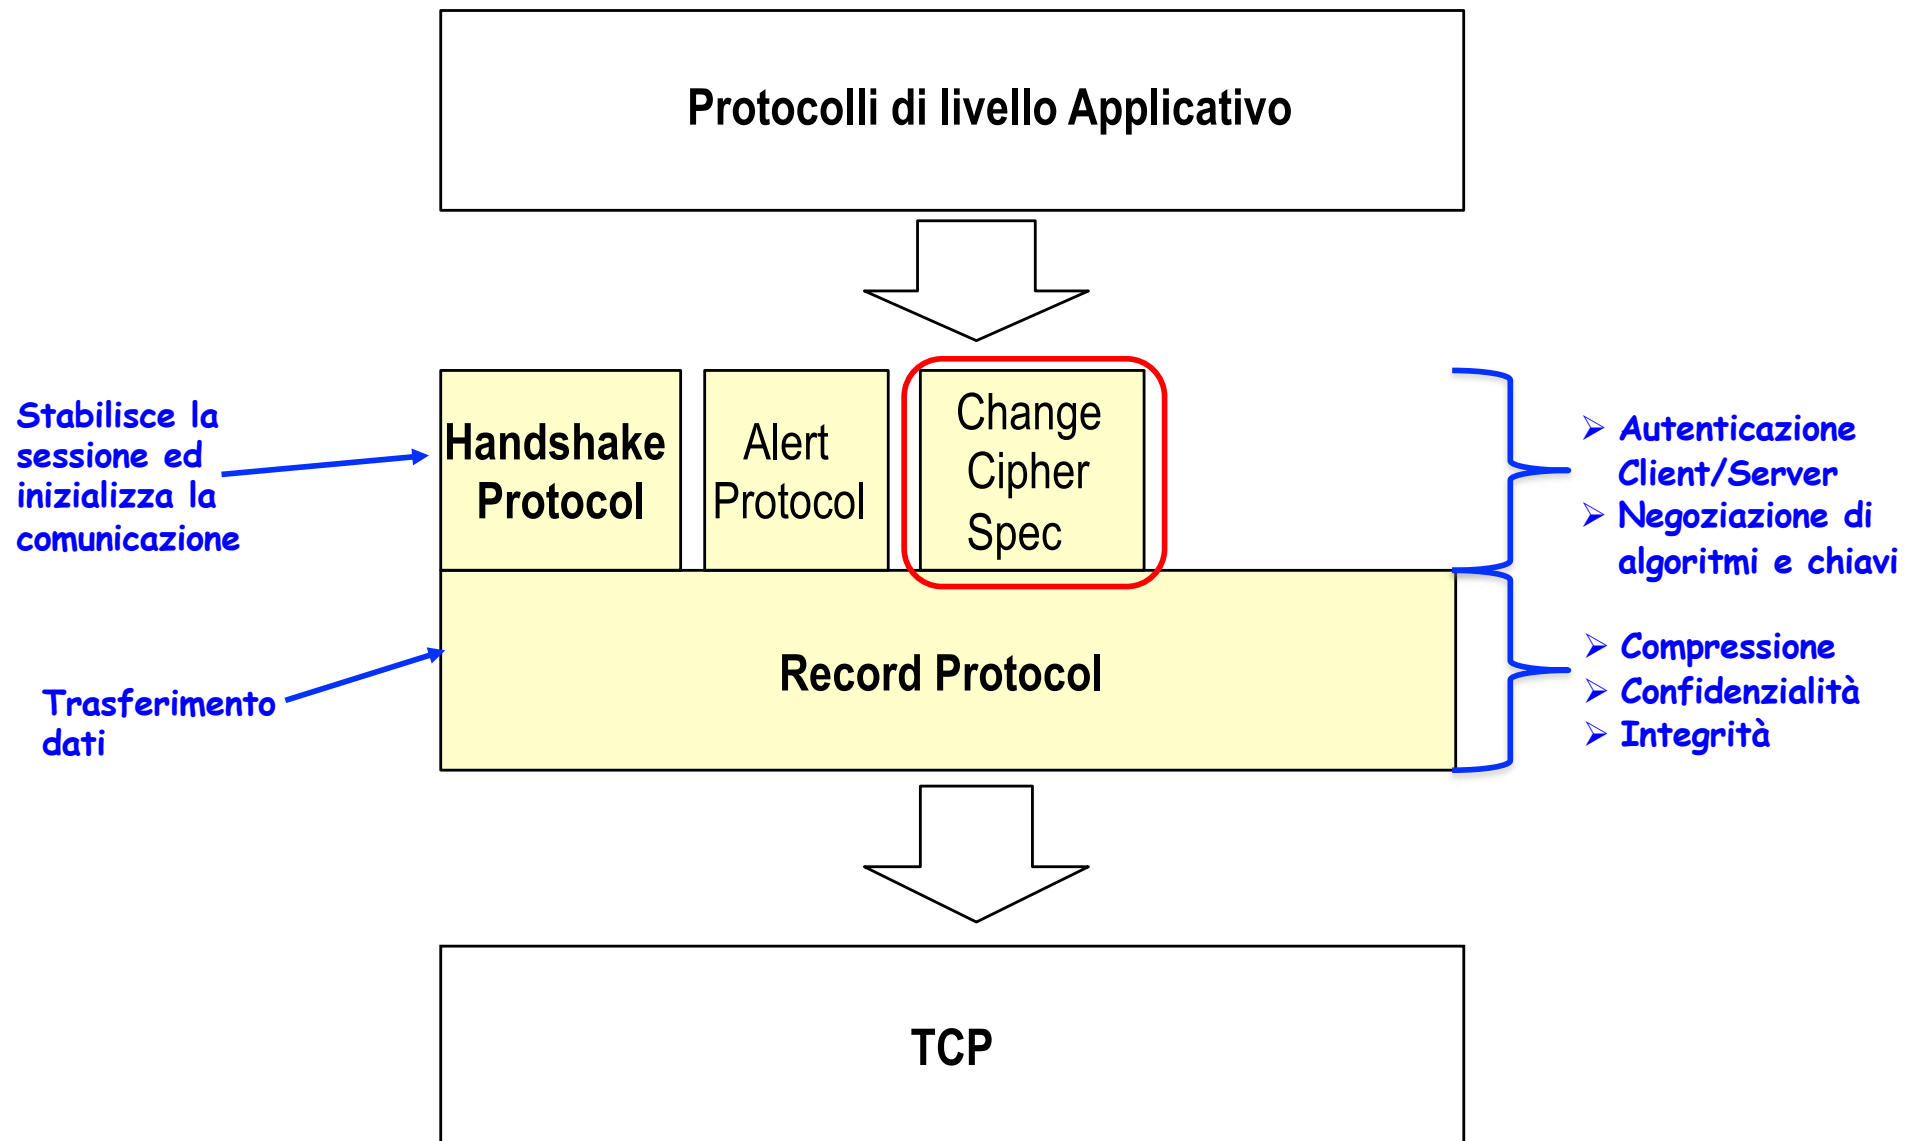 Protocolli di livello Applicativo
Stabilisce la
sessione ed
inizializza la
comunicazione
Handshake
Protocol
Alert
Protocol
Change
Cipher
Spec
➢ Autenticazione
Client/Server
➢ Negoziazione di
algoritmi e chiavi
Trasferimento
dati
Record Protocol
➢ Compressione
➢ Confidenzialità
➢ Integrità
TCP